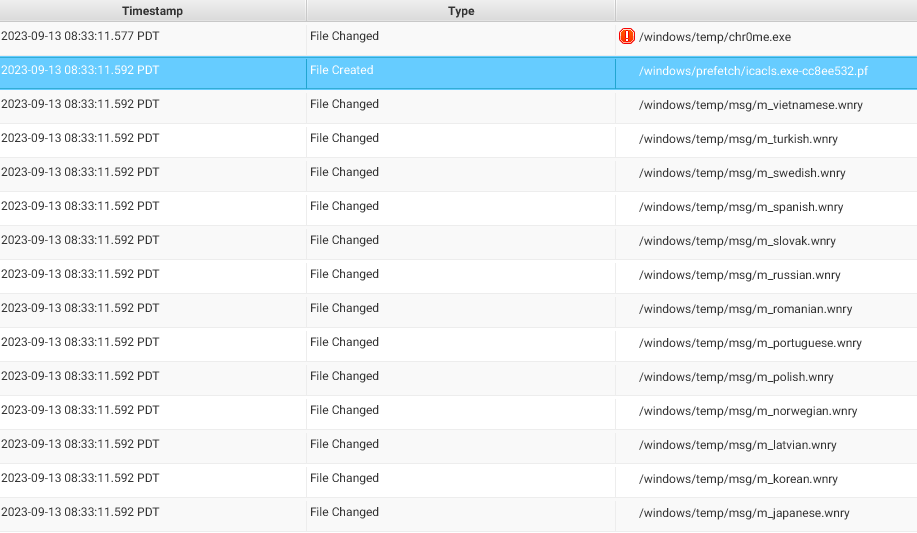 Timestamp Type
2023-09-13 08:33:11.577 PDT File Changed /windows/temp/chr0me.exe
2023-09-13 08:33:11.592 PDT File Created /windows/prefetch/icacls.exe-cc8ee532.pf
2023-09-13 08:33:11.592 PDT File Changed /windows/temp/msg/m_vietnamese.wnry
2023-09-13 08:33:11.592 PDT File Changed /windows/temp/msg/m_turkish.wnry
2023-09-13 08:33:11.592 PDT File Changed /windows/temp/msg/m_swedish.wnry
2023-09-13 08:33:11.592 PDT File Changed /windows/temp/msg/m_spanish.wnry
2023-09-13 08:33:11.592 PDT File Changed /windows/temp/msg/m_slovak.wnry
2023-09-13 08:33:11.592 PDT File Changed /windows/temp/msg/m_russian.wnry
2023-09-13 08:33:11.592 PDT File Changed /windows/temp/msg/m_romanian.wnry
2023-09-13 08:33:11.592 PDT File Changed /windows/temp/msg/m_portuguese.wnry
2023-09-13 08:33:11.592 PDT File Changed /windows/temp/msg/m_polish.wnry
2023-09-13 08:33:11.592 PDT File Changed /windows/temp/msg/m_norwegian.wnry
2023-09-13 08:33:11.592 PDT File Changed /windows/temp/msg/m_latvian.wnry
2023-09-13 08:33:11.592 PDT File Changed /windows/temp/msg/m_korean.wnry
2023-09-13 08:33:11.592 PDT File Changed /windows/temp/msg/m_japanese.wnry